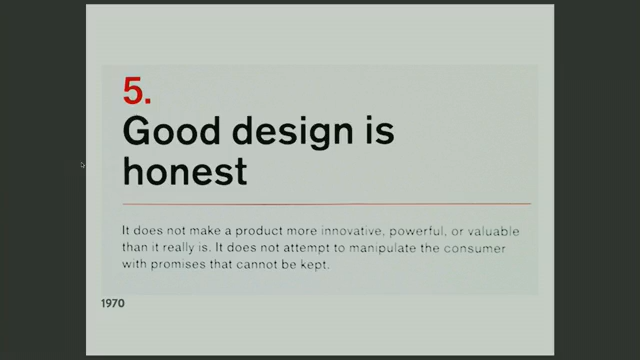 5.
Good design is
honest
It does not make a product more innovative, powerful, or valuable
than it really is. It does not attempt to manipulate the consumer
with promises that cannot be kept.
1970